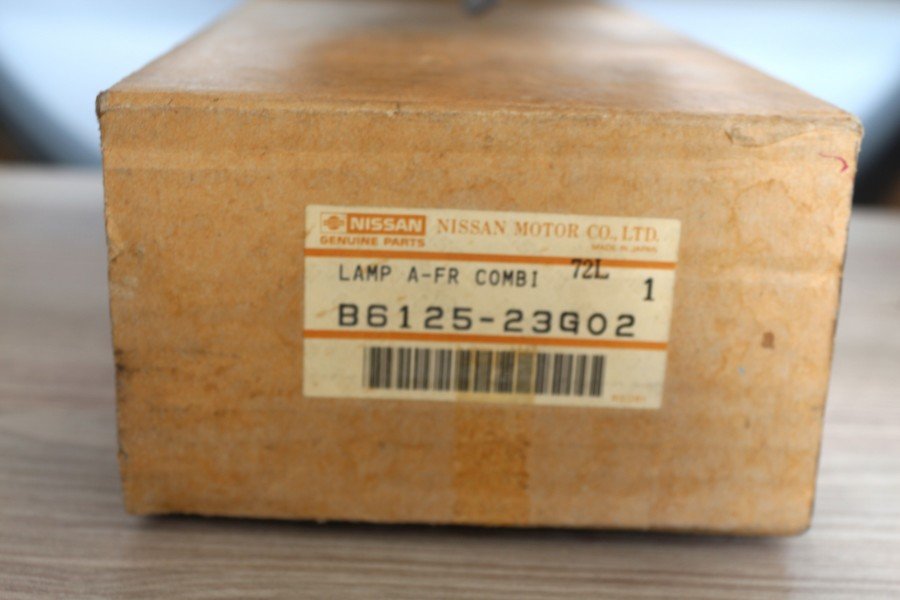 NISSAN NISSAN MOTOR CO., LTD.
GENUINE PARTS MADE IN JAPAN
LAMP A-FR COMBI 72L 1
B6125-23G02